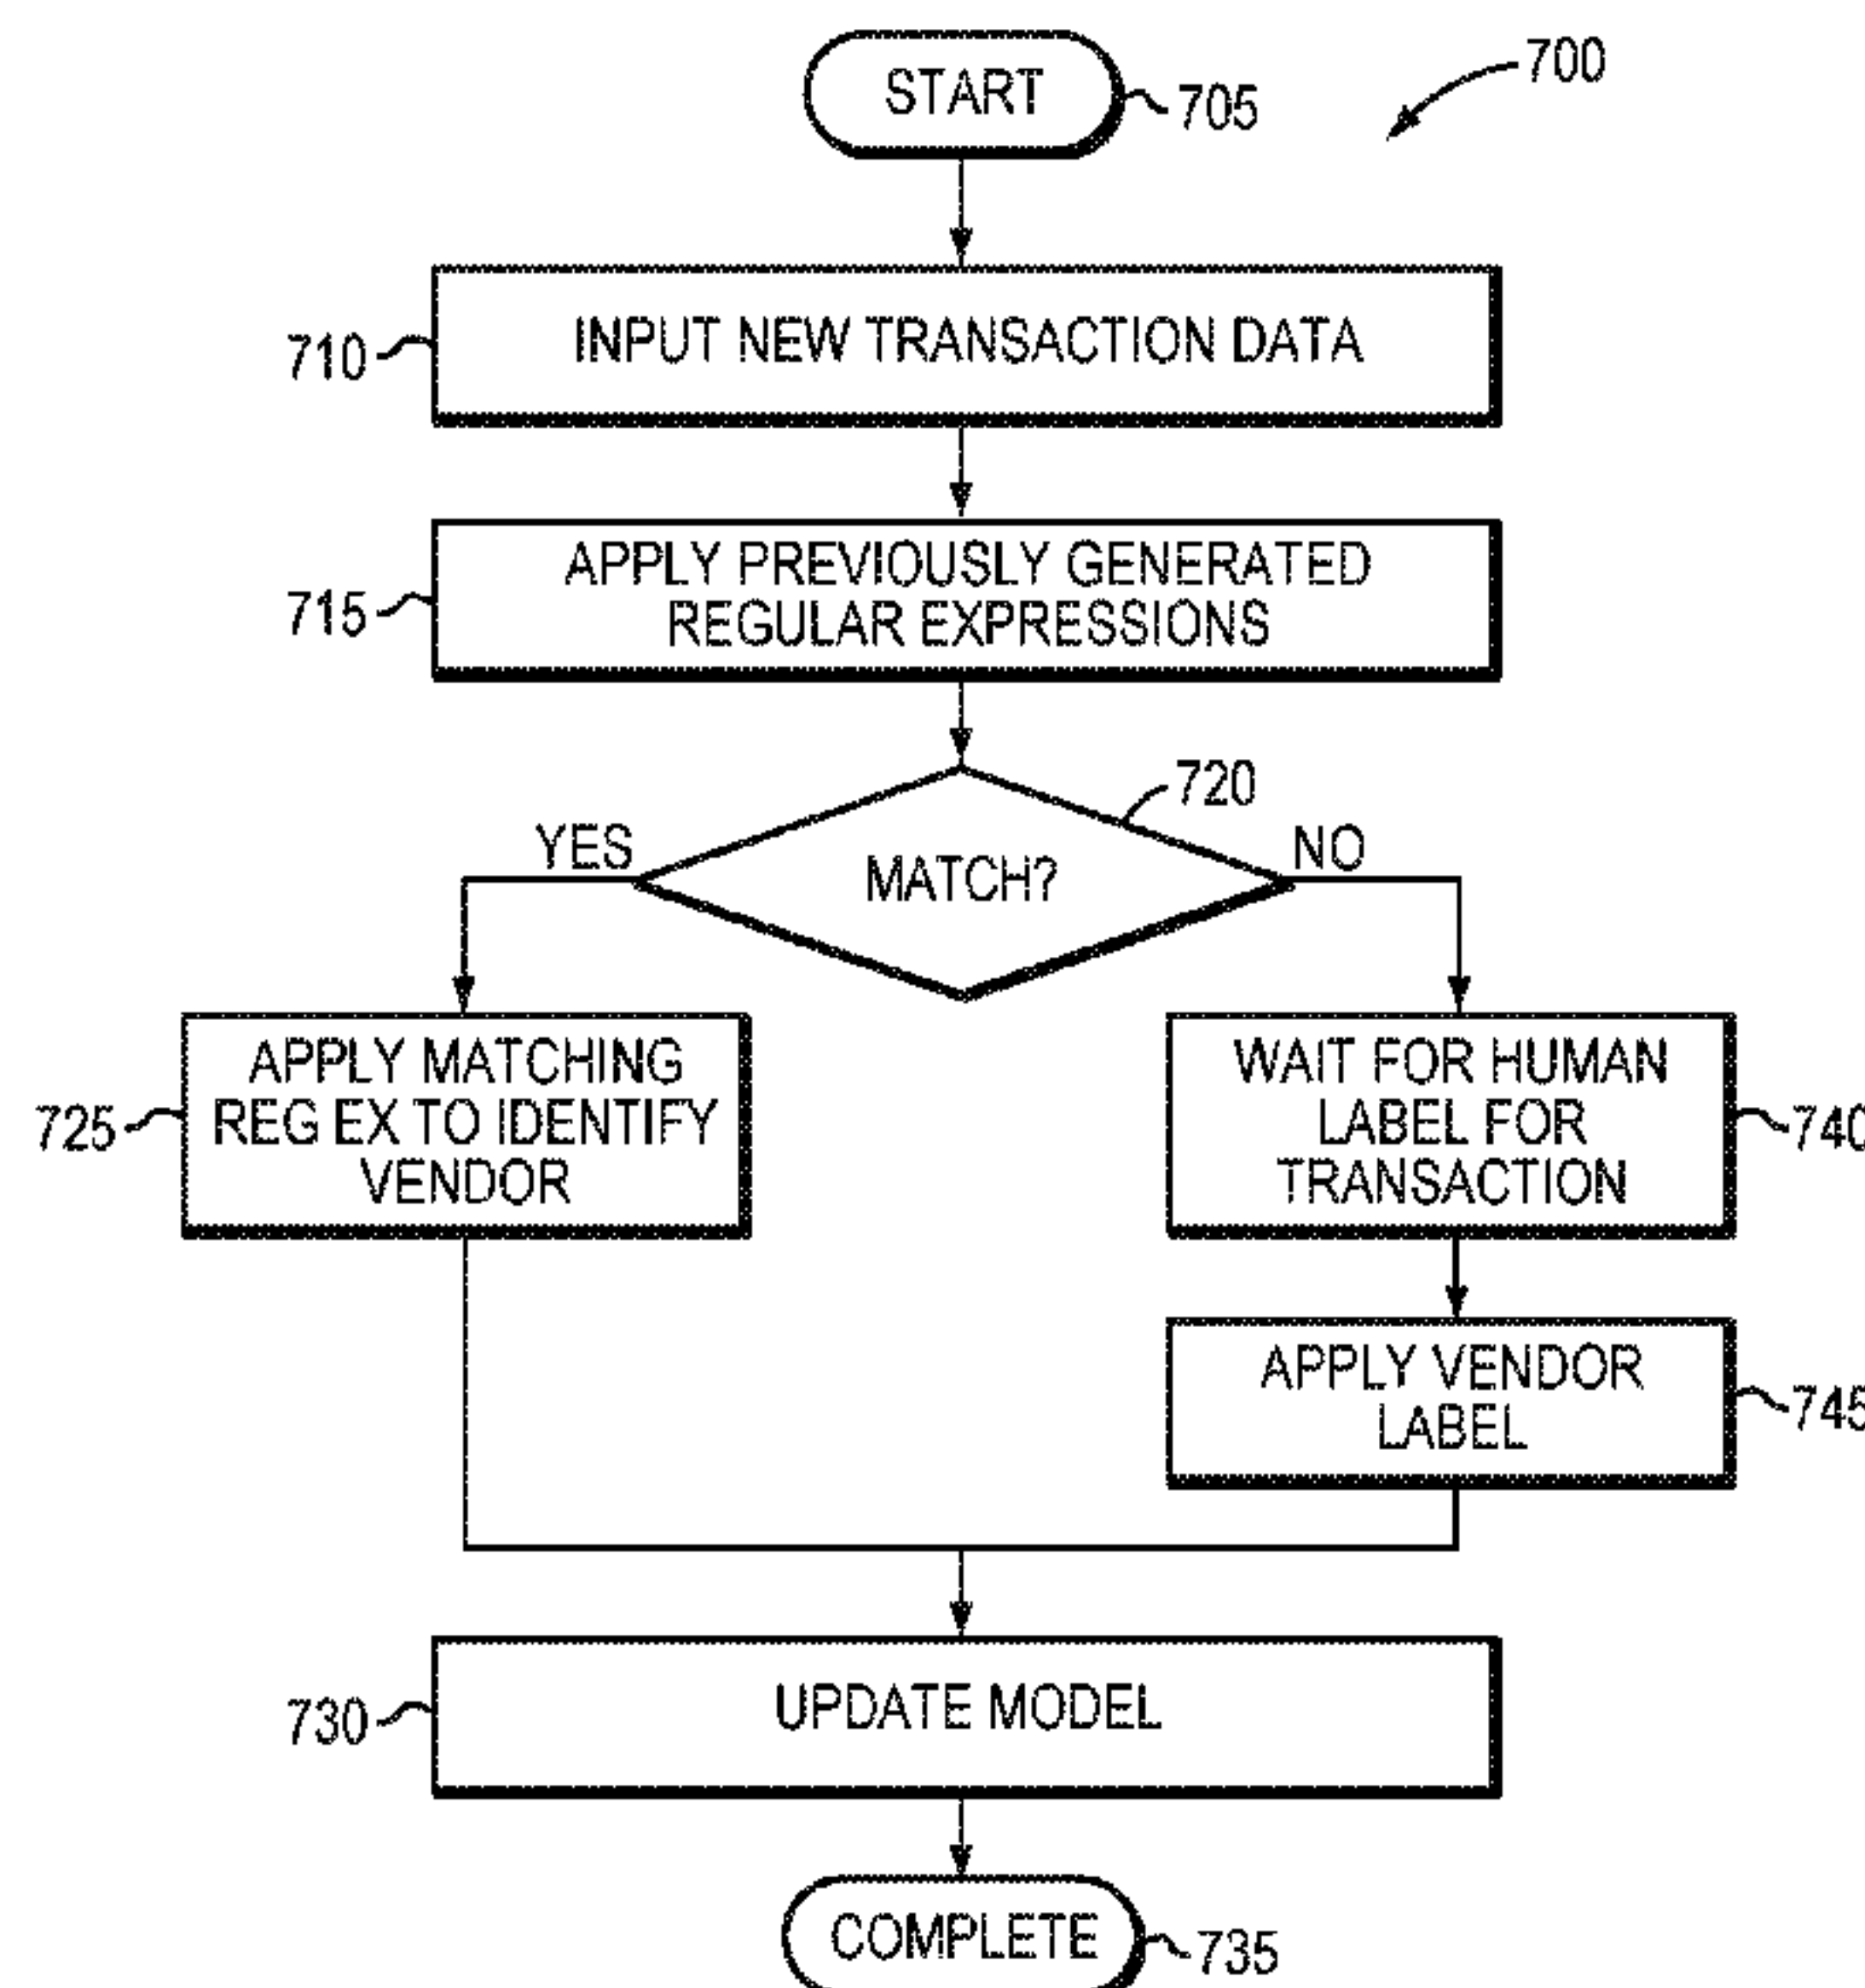 START
705
700
INPUT NEW TRANSACTION DATA
710
APPLY PREVIOUSLY GENERATED
REGULAR EXPRESSIONS
715
720
YES
MATCH?
NO
APPLY MATCHING
REG EX TO IDENTIFY
VENDOR
725
WAIT FOR HUMAN
LABEL FOR
TRANSACTION
740
APPLY VENDOR
LABEL
745
UPDATE MODEL
730
COMPLETE
735